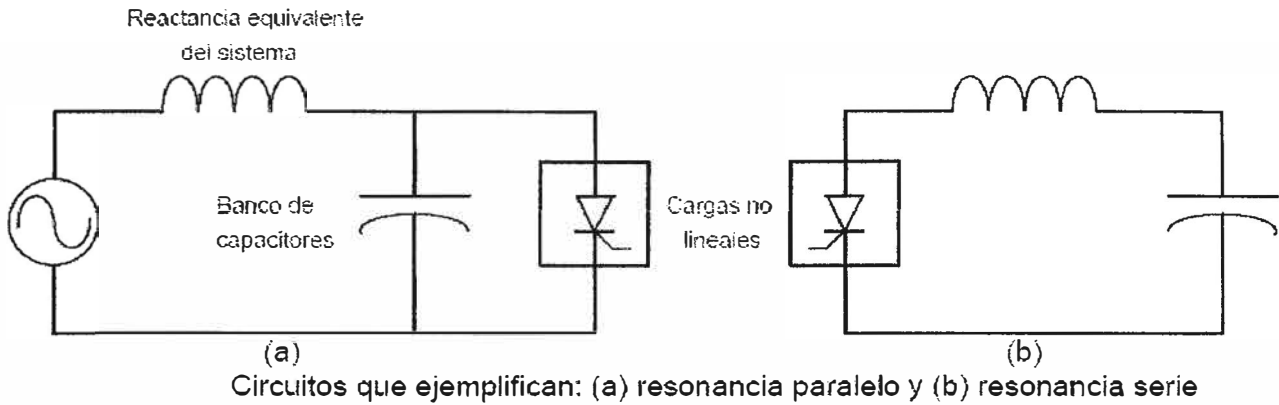 Reactancia equivalente
del sistema
Banco de
capacitores
Cargas no
lineales
(a)
(b)
Circuitos que ejemplifican: (a) resonancia paralelo y (b) resonancia serie